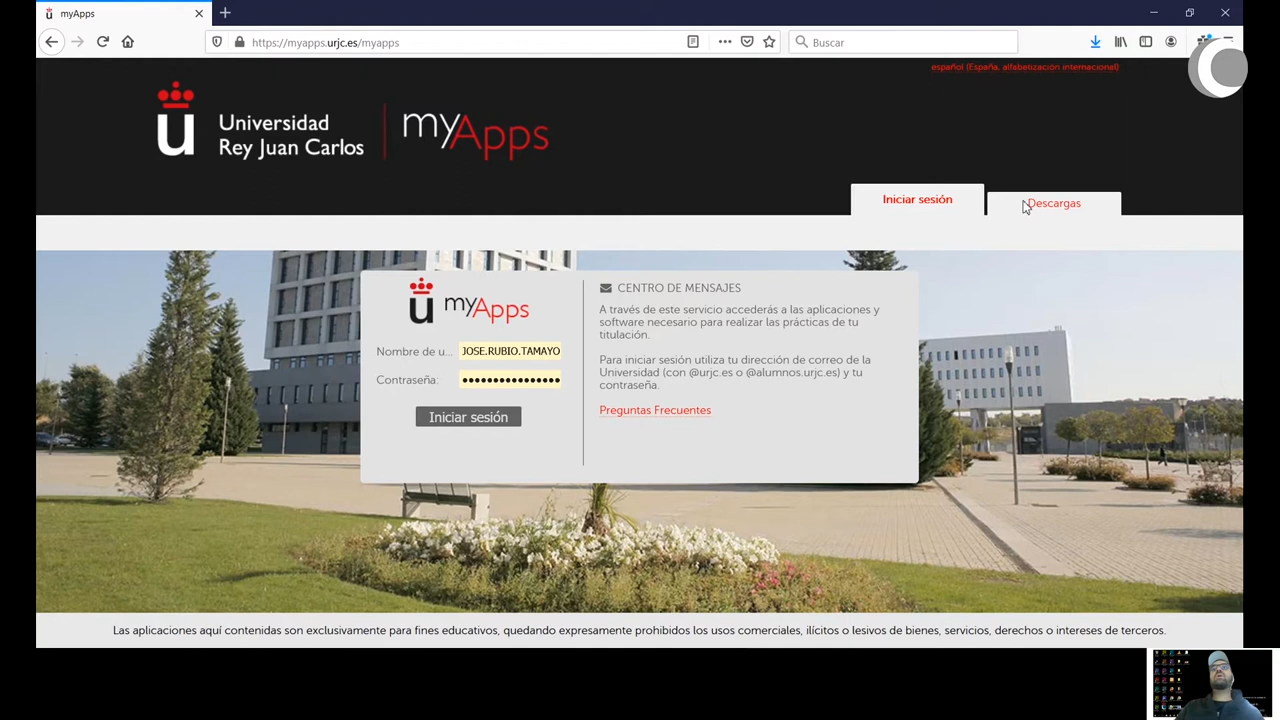 myApps
https://myapps.urjc.es/myapps
Buscar
español (España, alfabetización internacional)
Universidad
Rey Juan Carlos
myApps
Iniciar sesión
Descargas
myApps
Nombre de u...
JOSE.RUBIO.TAMAYO
Contraseña:
Iniciar sesión
CENTRO DE MENSAJES
A través de este servicio accederás a las aplicaciones y
software necesario para realizar las prácticas de tu
titulación.
Para iniciar sesión utiliza tu dirección de correo de la
Universidad (con @urjc.es o @alumnos.urjc.es) y tu
contraseña.
Preguntas Frecuentes
Las aplicaciones aquí contenidas son exclusivamente para fines educativos, quedando expresamente prohibidos los usos comerciales, ilícitos o lesivos de bienes, servicios, derechos o intereses de terceros.